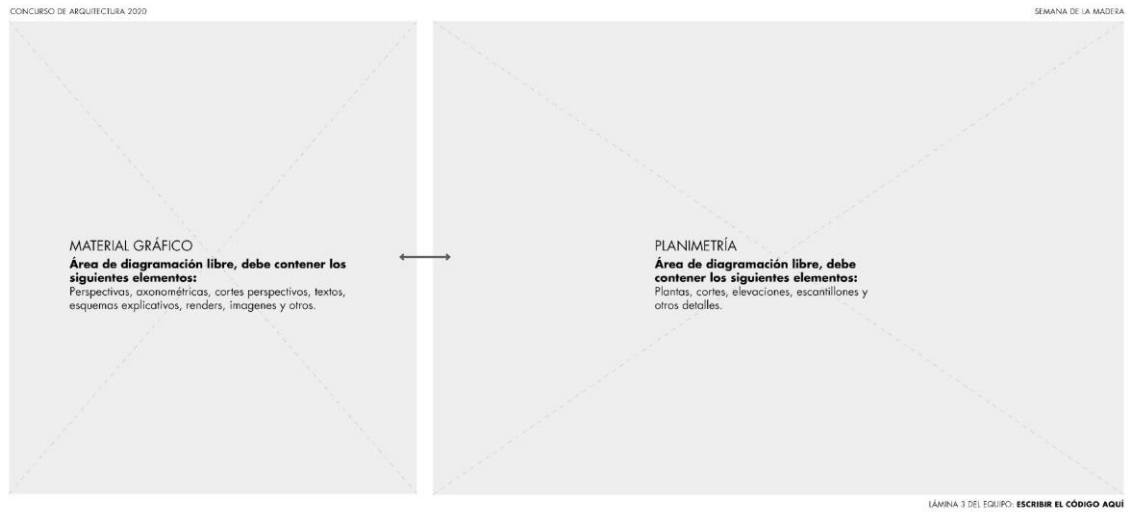 CONCURSO DE ARQUITECTURA 2020
SEMANA DE LA MADERA
MATERIAL GRÁFICO
Área de diagramación libre, debe contener los
siguientes elementos:
Perspectivas, axonométricas, cortes perspectivos, textos,
esquemas explicativos, renders, imagenes y otros.
PLANIMETRÍA
Área de diagramación libre, debe
contener los siguientes elementos:
Plantas, cortes, elevaciones, escantillones y
otros detalles.
LÁMINA 3 DEL EQUIPO: ESCRIBIR EL CÓDIGO AQUÍ